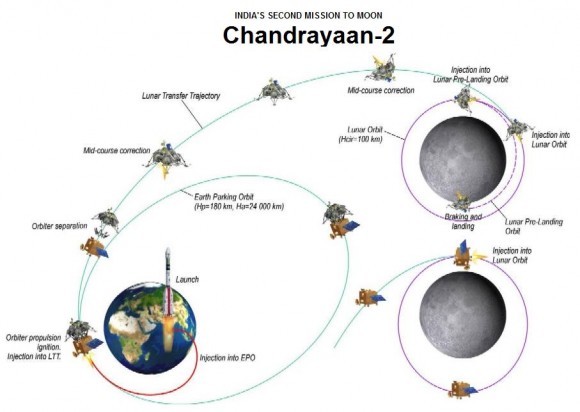 INDIA'S SECOND MISSION TO MOON
Chandrayaan-2
Injection into
Lunar Pre-Landing Orbit
Mid-course correction
Lunar Transfer Trajectory
Lunar Orbit
(Hcir=100 km)
Injection intc
Lunar Orbit
Mid-course correction
Earth Parking Orbit
(Hp=180 km, Ha=24 000 km)
Braking and
landing
Lunar Pre-Landing
Orbit
Orbiter separation
Injection into
Lunar Orbit
Launch
Orbiter propulsion
ignition.
Injection into LTT.
Injection into EPO